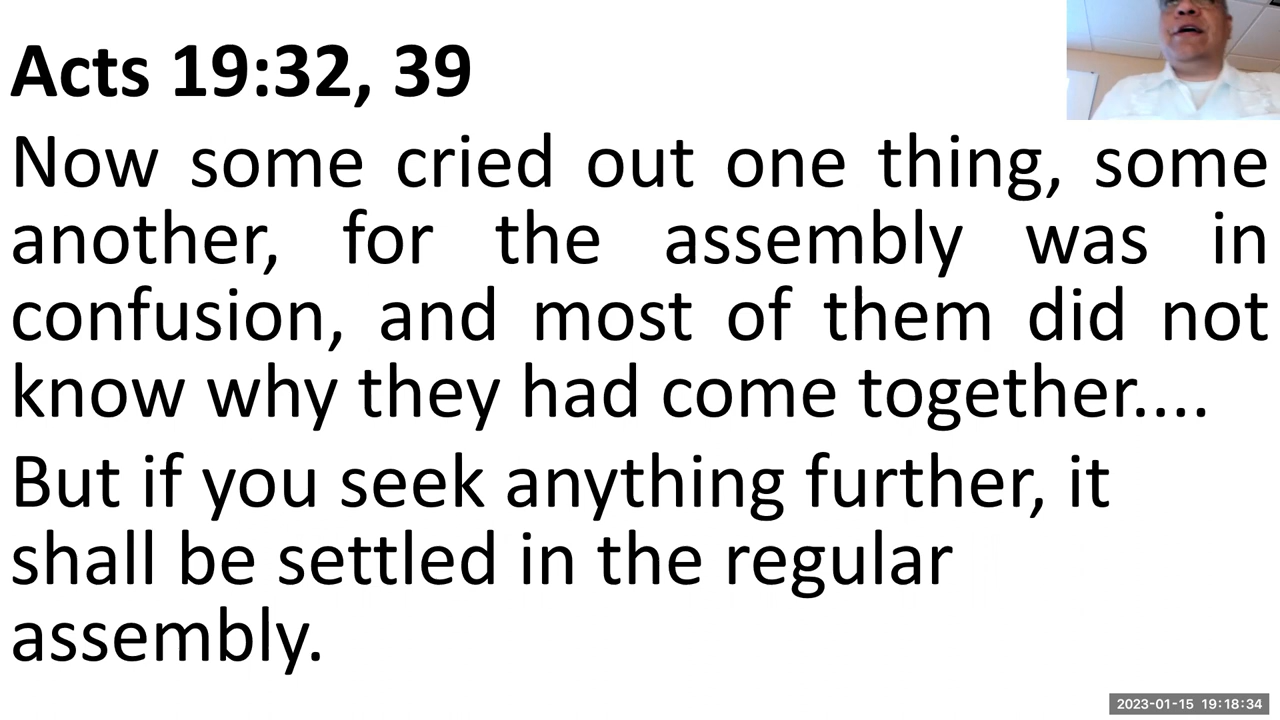 Acts 19:32, 39
Now some cried out one thing, some
another, for the assembly was in
confusion, and most of them did not
know why they had come together....
But if you seek anything further, it
shall be settled in the regular
assembly.
2023-01-15 19:18:34